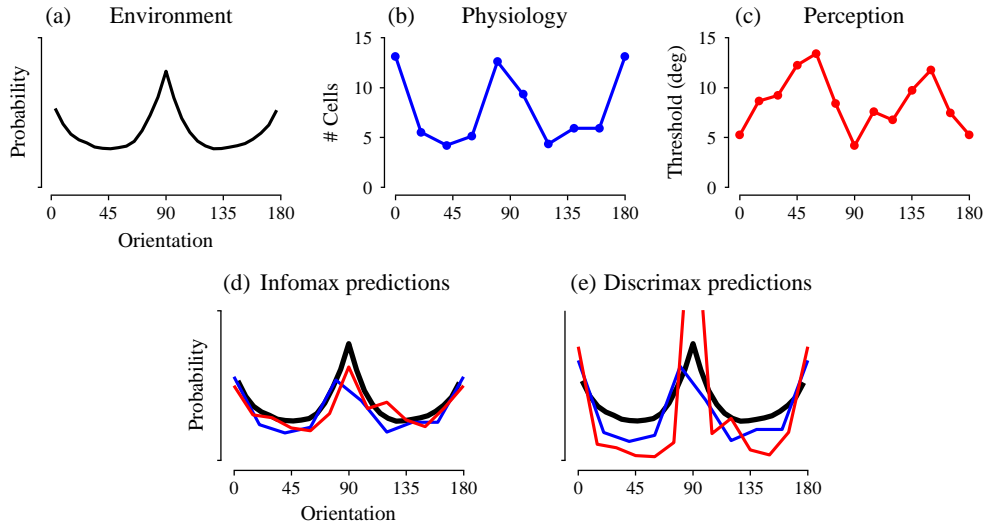 (a) Environment
Probability
0 45 90 135 180
Orientation
(b) Physiology
# Cells
15
10
5
0
0 45 90 135 180
(c) Perception
Threshold (deg)
15
10
5
0
0 45 90 135 180
(d) Infomax predictions
Probability
0 45 90 135 180
Orientation
(e) Discrimax predictions
0 45 90 135 180